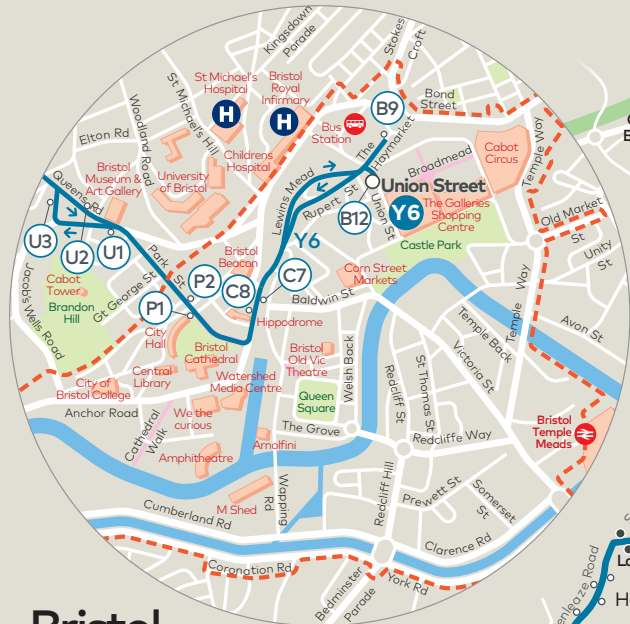 Kingsdown
Parade
Stokes
Croft
St Michael's
Hospital
Bristol
Royal
Infirmary
St Michael's Hill
Woodland Road
Elton Rd
H
H
Bond
Street
B9
Bus
Station
The
Haymarket
Temple Way
Cabot
Circus
Broadmead
Childrens
Hospital
University
of Bristol
Bristol
Museum &
Art Gallery
Queens Rd
Lewins Mead
Rupert St
Union Street
Union St
B12
Y6
The Galleries
Shopping
Centre
Old Market
St
Unity
St
Castle Park
U3
U2
U1
Park
St
Y6
Bristol
Beacon
C7
C8
P2
P1
Corn Street
Markets
Baldwin St
Jacobs Wells Road
Cabot
Tower
Brandon
Hill
Gt George St
City
Hall
Hippodrome
Temple Way
Avon St
Temple Back
Victoria St
Bristol
Cathedral
Bristol
Old Vic
Theatre
Welsh Back
Redcliff St
St Thomas St
Central
Library
Watershed
Media Centre
City of
Bristol College
Anchor Road
Queen
Square
We the
curious
Cathedral
Walk
Bristol
Temple
Meads
The Grove
Redcliffe Way
Arnolfini
Amphitheatre
M Shed
Wapping
Rd
Redcliff Hill
Prewett St
Somerset
St
Cumberland Rd
Clarence Rd
Coronation Rd
York Rd
Bedminster
Parade
enleaze Road
Lo
H
Bristol